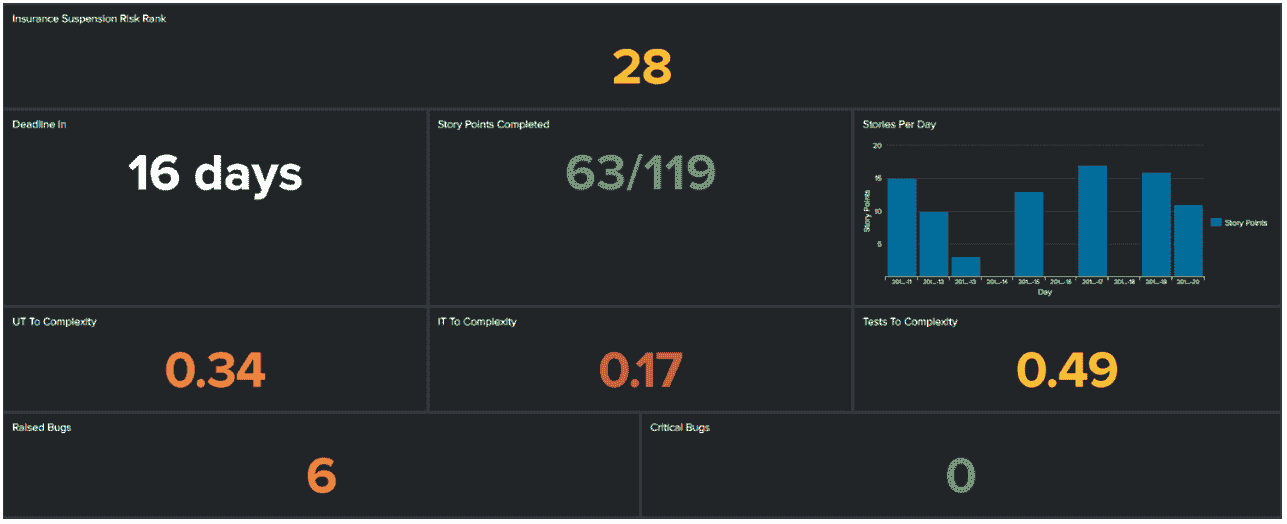 Insurance Suspension Risk Rank
28
Deadline In
16 days
Story Points Completed
63/119
Stories Per Day
20
15
10
5
Story Points
201...-11 201...-12 201...-13 201...-14 201...-15 201...-16 201...-17 201...-18 201...-19 201...-20
Day
Story Points
UT To Complexity
0.34
IT To Complexity
0.17
Tests To Complexity
0.49
Raised Bugs
6
Critical Bugs
0